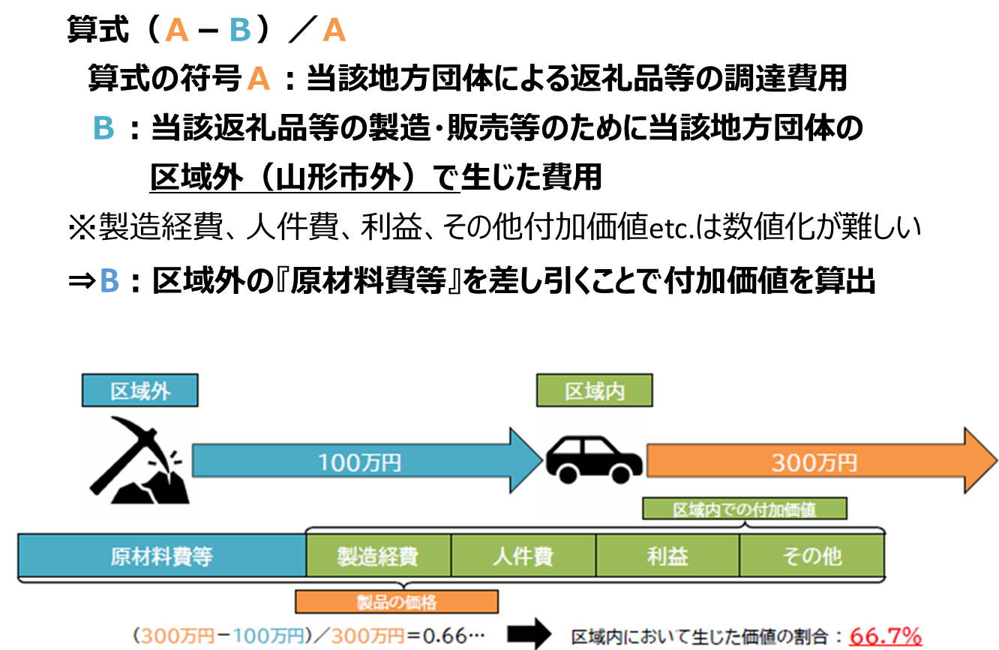 算式（A－B）／A
算式の符号A：当該地方団体による返礼品等の調達費用
B：当該返礼品等の製造・販売等のために当該地方団体の
区域外（山形市外）で生じた費用
※製造経費、人件費、利益、その他付加価値etc.は数値化が難しい
⇒B：区域外の『原材料費等』を差し引くことで付加価値を算出
区域外
区域内
100万円
300万円
区域内での付加価値
原材料費等
製造経費
人件費
利益
その他
製品の価格
(300万円－100万円)／300万円＝0.66…
区域内において生じた価値の割合：66.7%